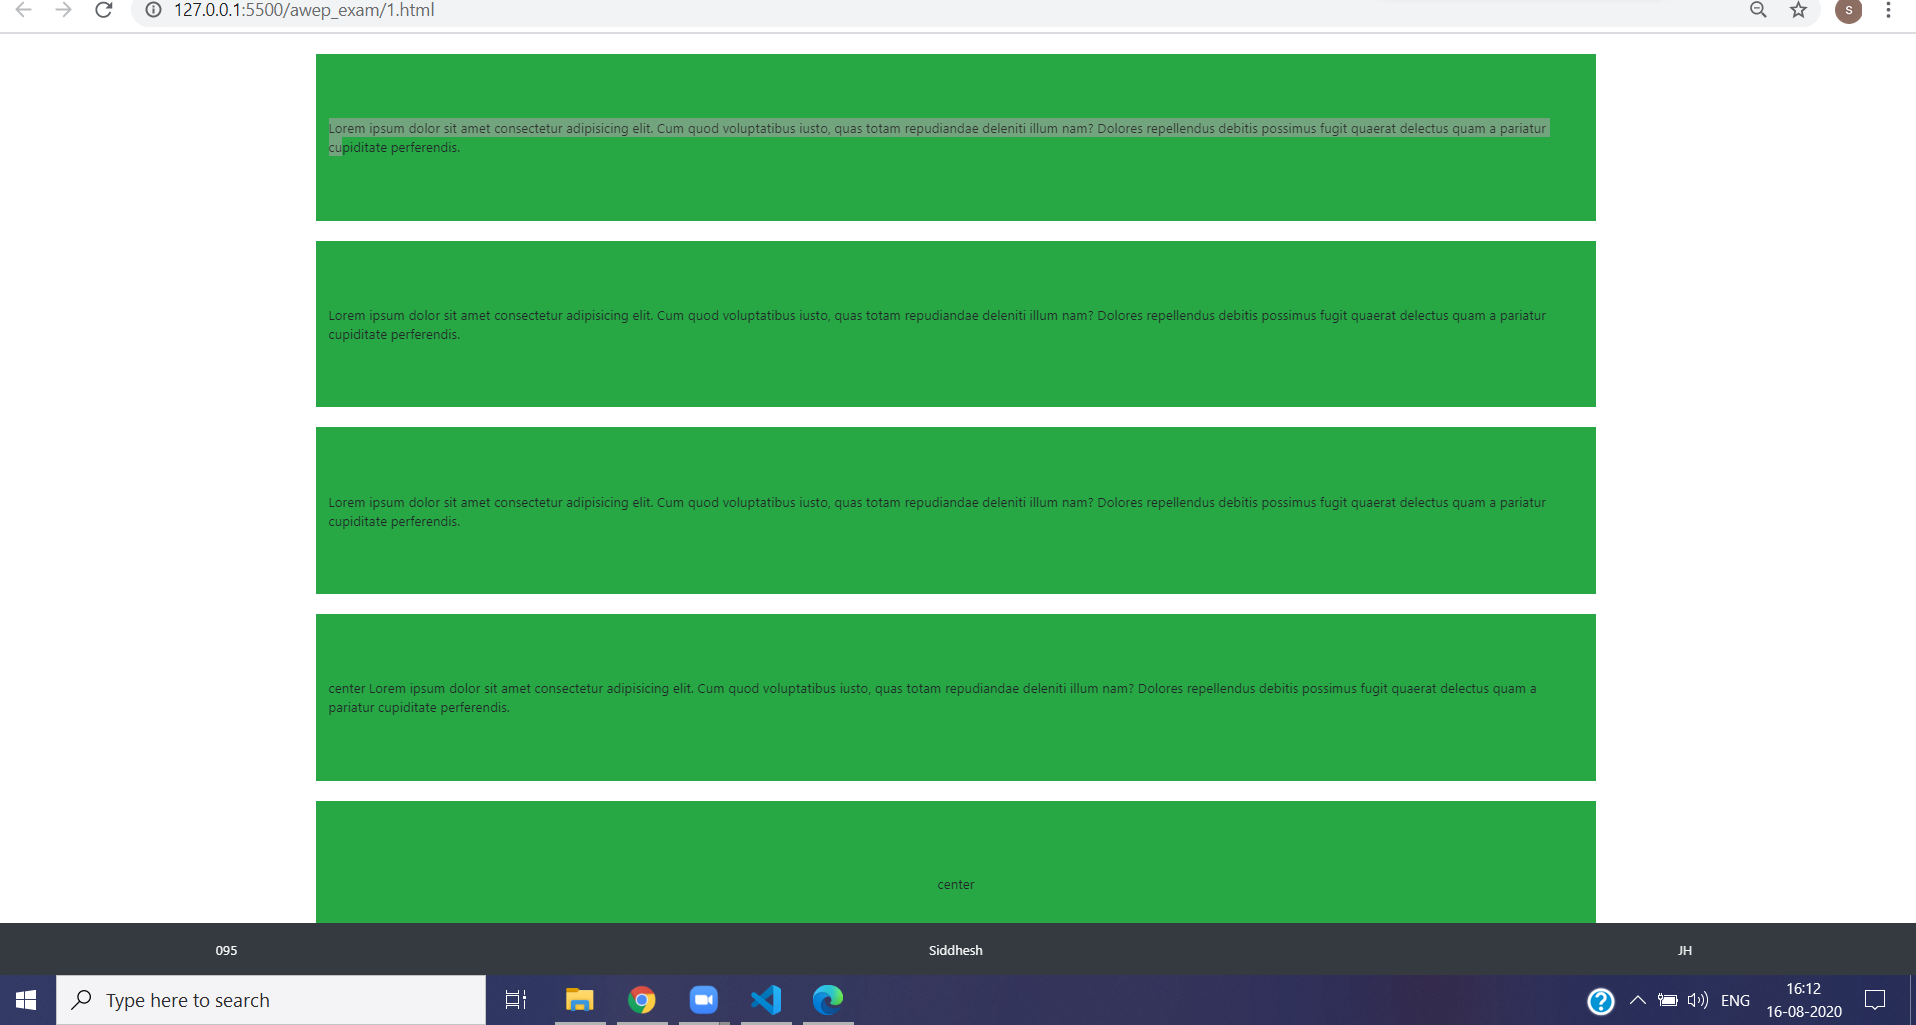 127.0.0.1:5500/awep_exam/1.html
s
Lorem ipsum dolor sit amet consectetur adipisicing elit. Cum quod voluptatibus iusto, quas totam repudiandae deleniti illum nam? Dolores repellendus debitis possimus fugit quaerat delectus quam a pariatur
cupiditate perferendis.
Lorem ipsum dolor sit amet consectetur adipisicing elit. Cum quod voluptatibus iusto, quas totam repudiandae deleniti illum nam? Dolores repellendus debitis possimus fugit quaerat delectus quam a pariatur
cupiditate perferendis.
Lorem ipsum dolor sit amet consectetur adipisicing elit. Cum quod voluptatibus iusto, quas totam repudiandae deleniti illum nam? Dolores repellendus debitis possimus fugit quaerat delectus quam a pariatur
cupiditate perferendis.
center Lorem ipsum dolor sit amet consectetur adipisicing elit. Cum quod voluptatibus iusto, quas totam repudiandae deleniti illum nam? Dolores repellendus debitis possimus fugit quaerat delectus quam a
pariatur cupiditate perferendis.
center
095 Siddhesh JH
Type here to search
ENG
16:12
16-08-2020